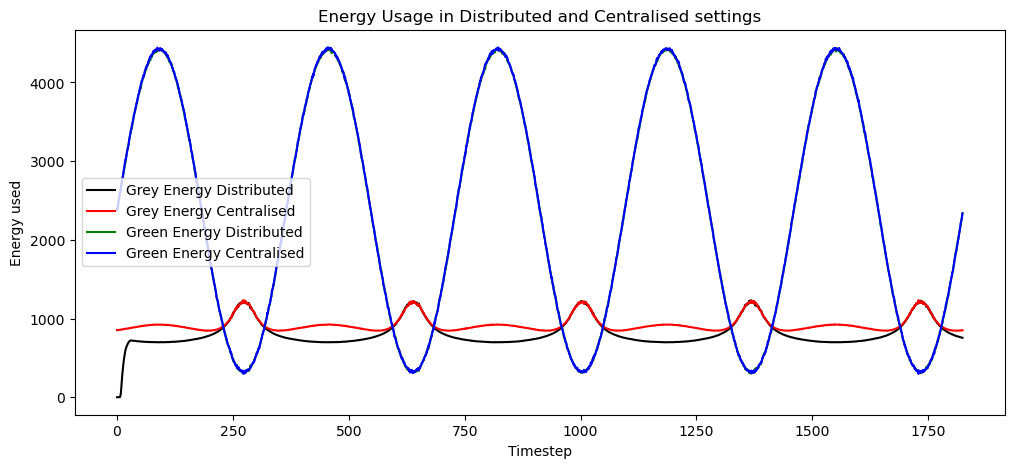 Energy Usage in Distributed and Centralised settings
Energy used
4000
3000
2000
1000
0
Grey Energy Distributed
Grey Energy Centralised
Green Energy Distributed
Green Energy Centralised
0 250 500 750 1000 1250 1500 1750
Timestep